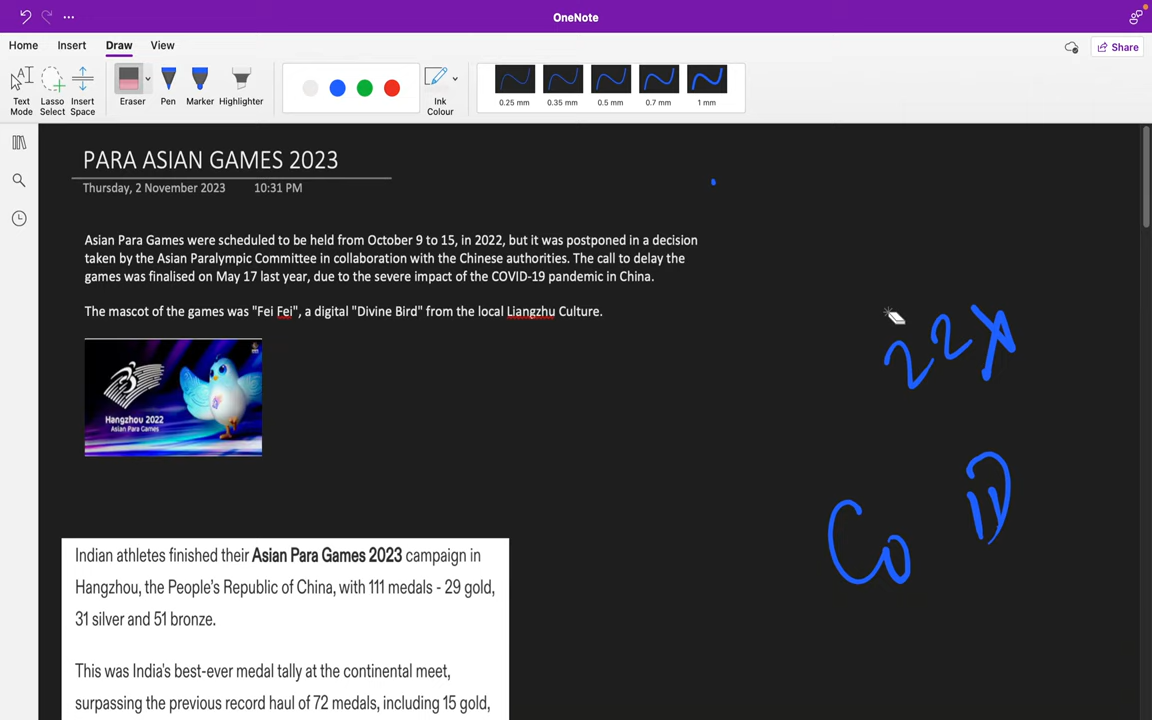 OneNote
Home Insert Draw View
Share
Text Mode
Lasso Select
Insert Space
Eraser
Pen
Marker
Highlighter
Ink Colour
0.25 mm
0.35 mm
0.5 mm
0.7 mm
1 mm
PARA ASIAN GAMES 2023
Thursday, 2 November 2023 10:31 PM
Asian Para Games were scheduled to be held from October 9 to 15, in 2022, but it was postponed in a decision
taken by the Asian Paralympic Committee in collaboration with the Chinese authorities. The call to delay the
games was finalised on May 17 last year, due to the severe impact of the COVID-19 pandemic in China.
The mascot of the games was "Fei Fei", a digital "Divine Bird" from the local Liangzhu Culture.
22
Hangzhou 2022
Asian Para Games
Co D
Indian athletes finished their Asian Para Games 2023 campaign in
Hangzhou, the People's Republic of China, with 111 medals - 29 gold,
31 silver and 51 bronze.
This was India's best-ever medal tally at the continental meet,
surpassing the previous record haul of 72 medals, including 15 gold,